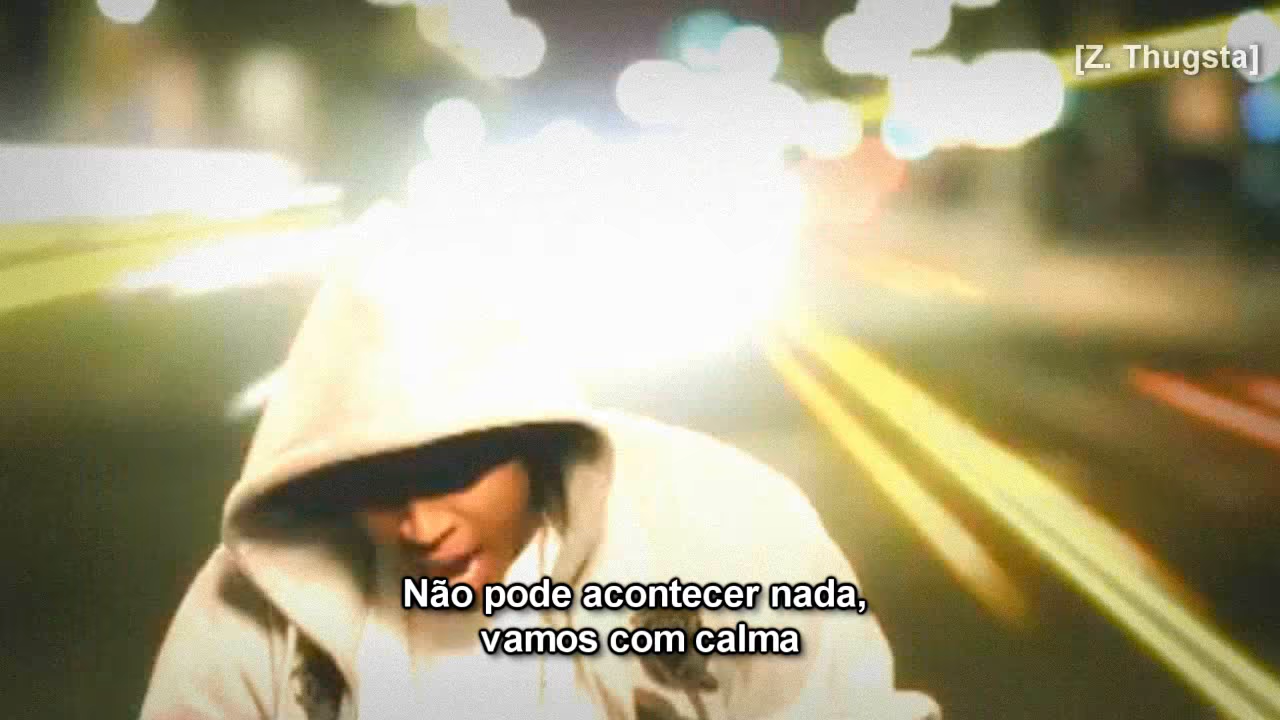 [Z. Thugsta]
Não pode acontecer nada,
vamos com calma